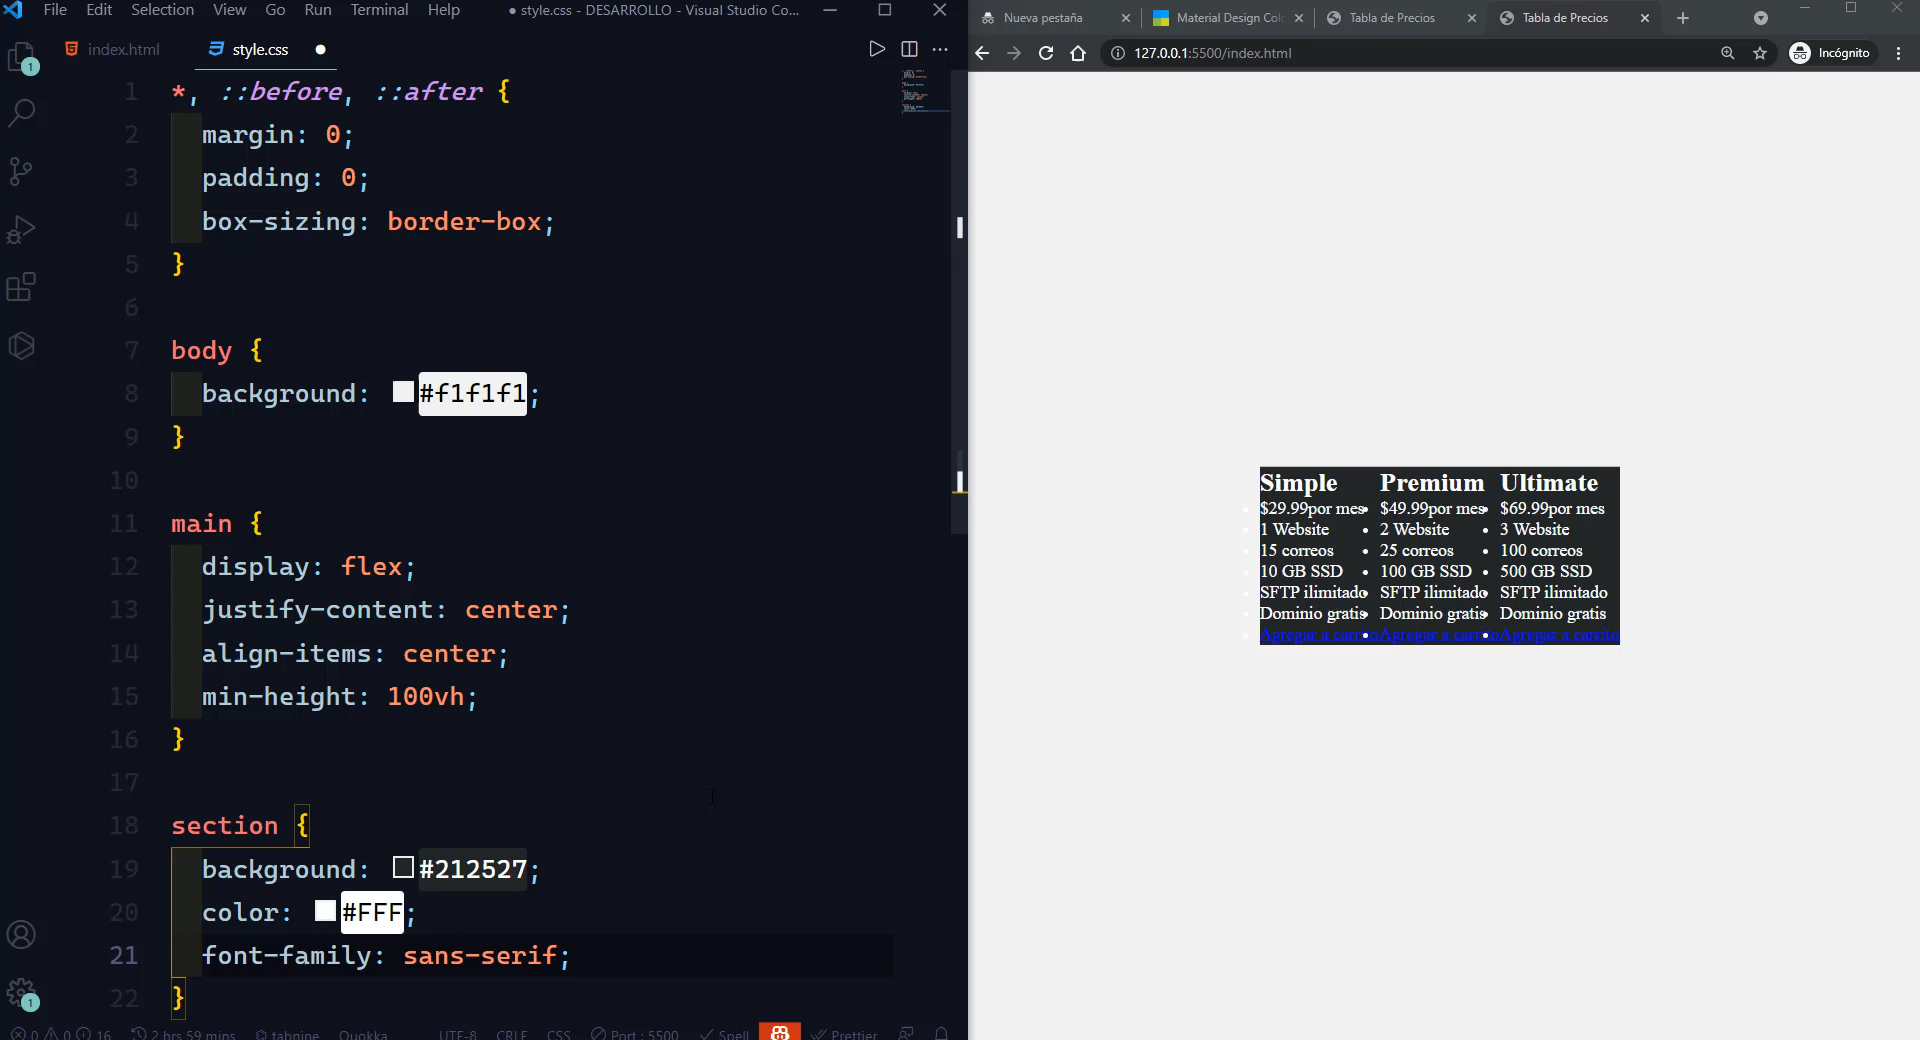 File Edit Selection View Go Run Terminal Help
● style.css - DESARROLLO - Visual Studio Co...
index.html
style.css
1 *, ::before, ::after {
2 margin: 0;
3 padding: 0;
4 box-sizing: border-box;
5 }
6
7 body {
8 background: #f1f1f1;
9 }
10
11 main {
12 display: flex;
13 justify-content: center;
14 align-items: center;
15 min-height: 100vh;
16 }
17
18 section {
19 background: #212527;
20 color: #FFF;
21 font-family: sans-serif;
22 }
1
1
0 0 16 2 hrs 59 mins tabnine Quokka UTF-8 CRLF CSS Port : 5500 Spell Prettier
Nueva pestaña
Material Design Colo
Tabla de Precios
Tabla de Precios
127.0.0.1:5500/index.html
Incógnito
Simple
$29.99por mes
1 Website
15 correos
10 GB SSD
SFTP ilimitado
Dominio gratis
Agregar a carrito
Premium
$49.99por mes
2 Website
25 correos
100 GB SSD
SFTP ilimitado
Dominio gratis
Agregar a carrito
Ultimate
$69.99por mes
3 Website
100 correos
500 GB SSD
SFTP ilimitado
Dominio gratis
Agregar a carrito